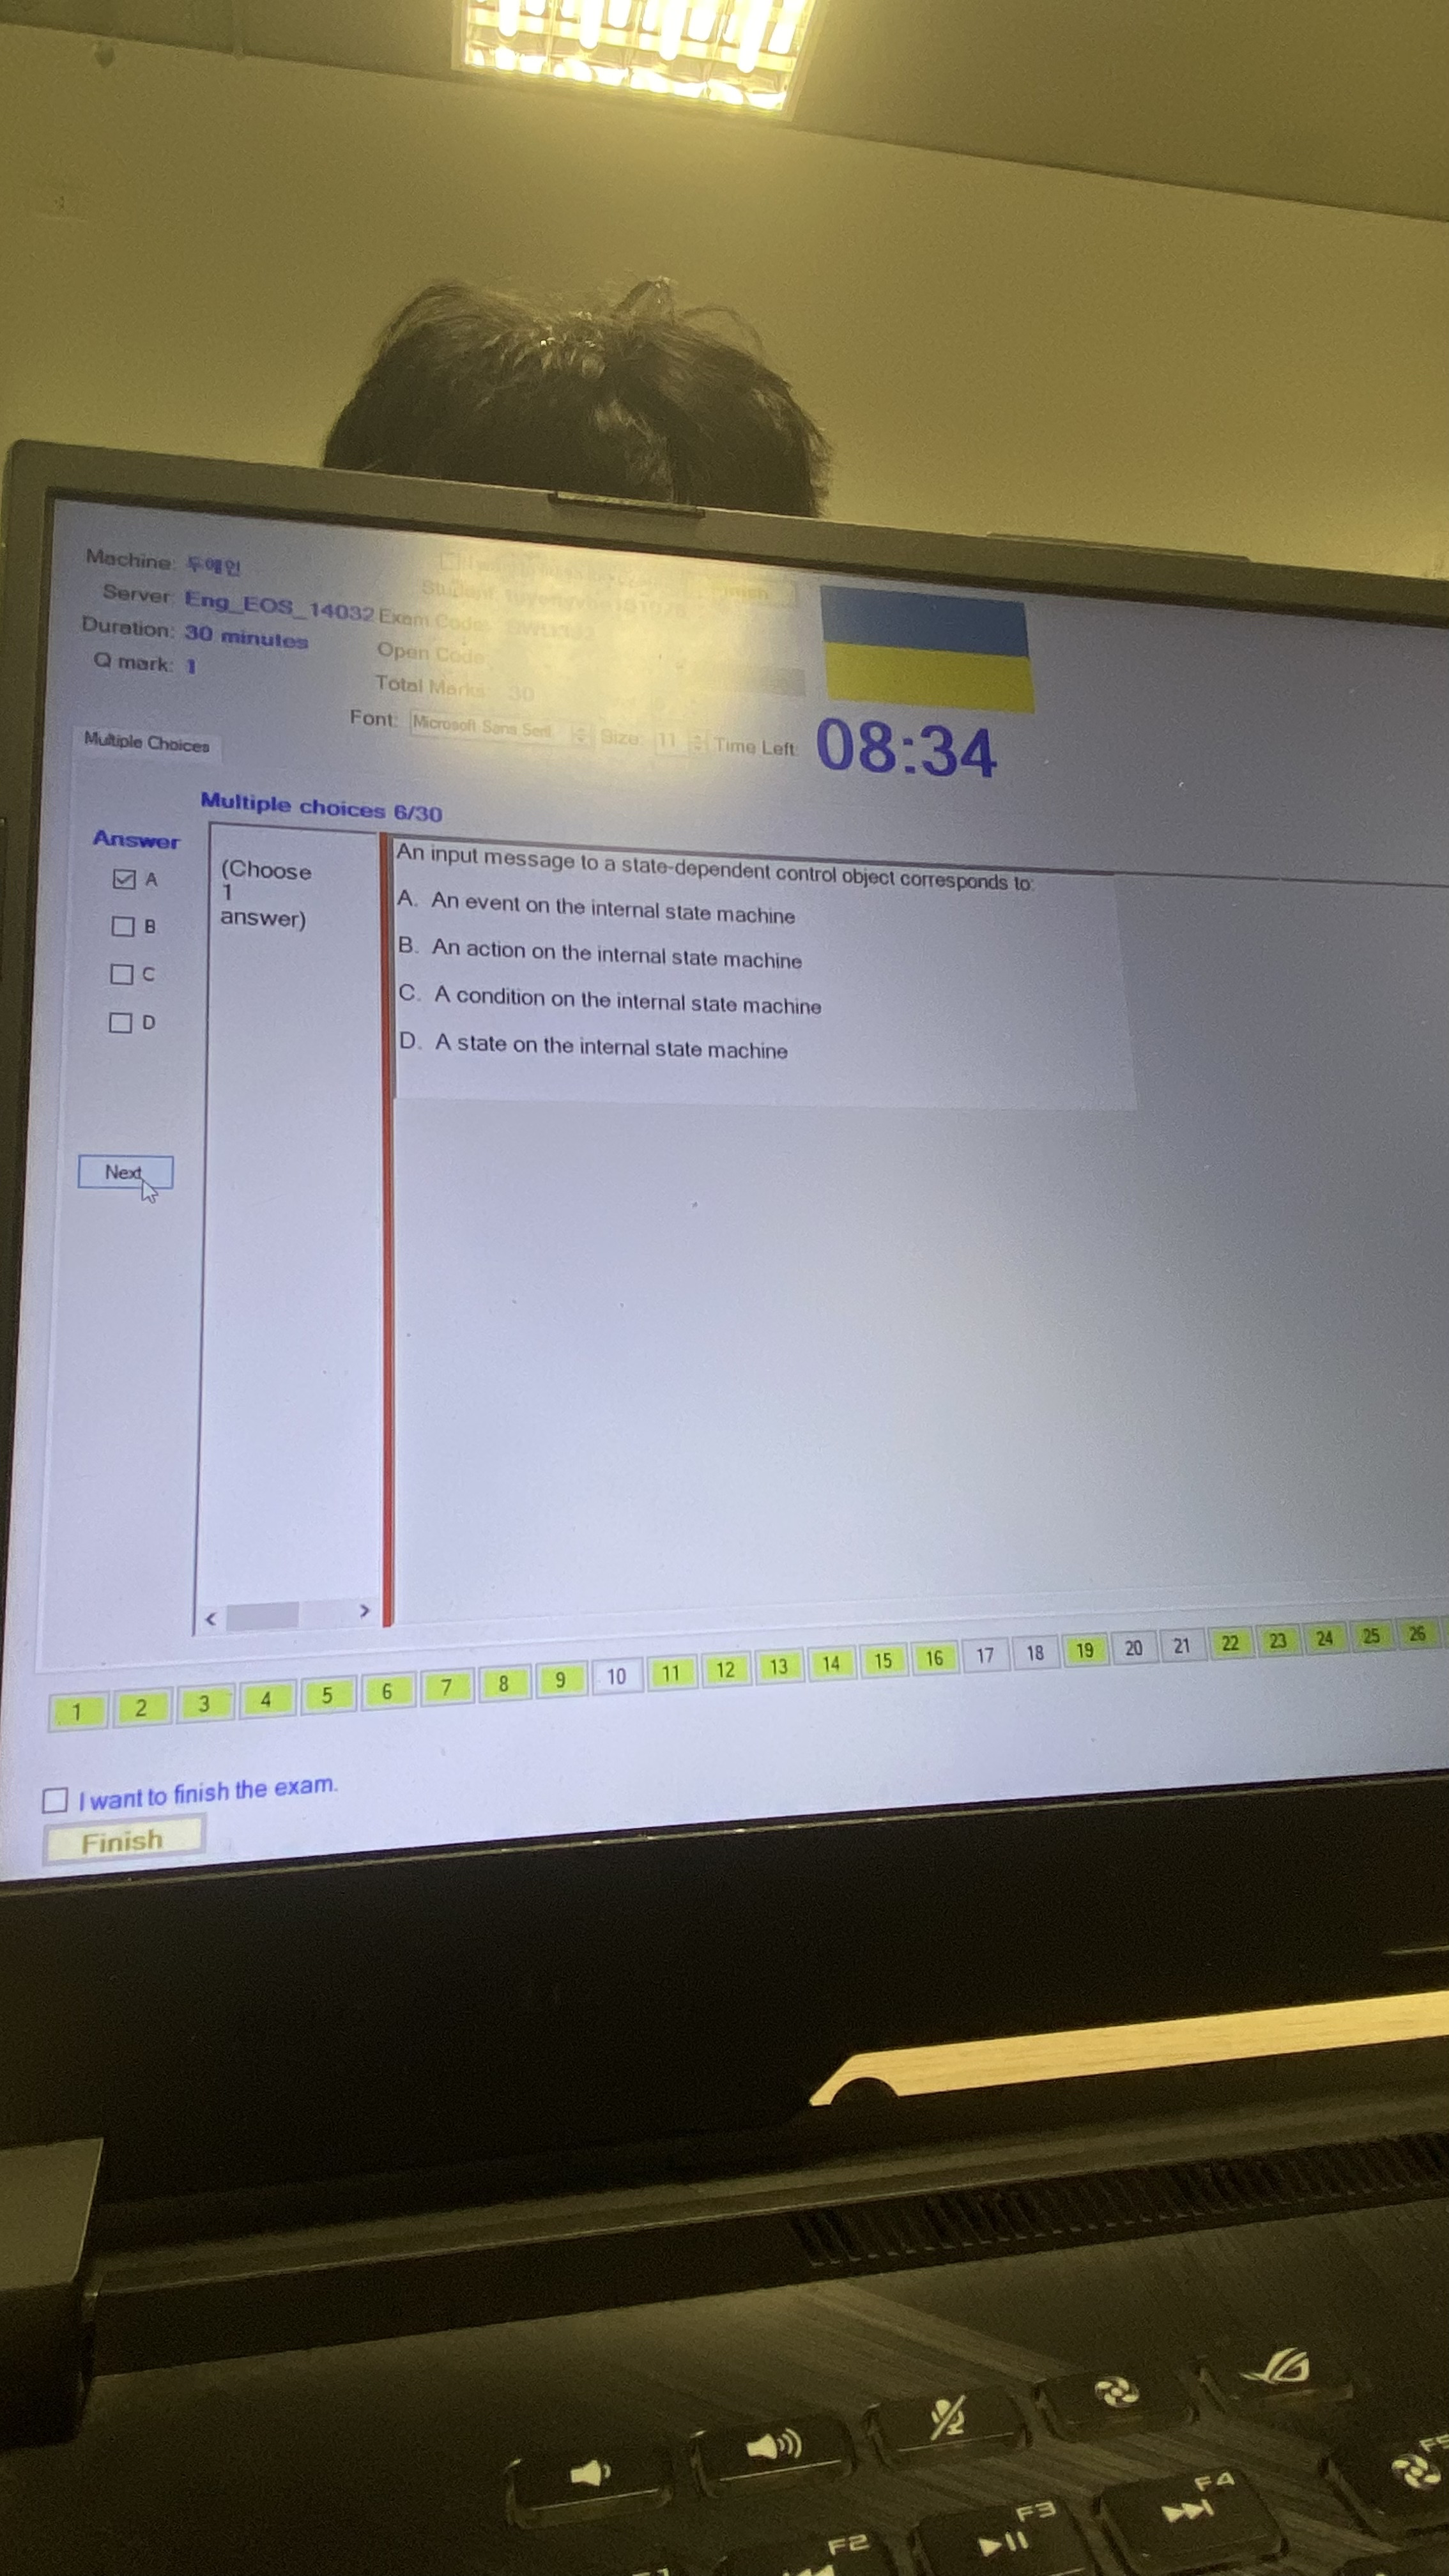 Machine: 두예인
Server: Eng_EOS_14032
Duration: 30 minutes
Q mark: 1
Student:
Exam Code:
Open Code:
Total Marks: 30
Font: Microsoft Sans Serif Size: 11 Time Left: 08:34
Multiple Choices
Multiple choices 6/30
Answer
A
B
C
D
(Choose
1
answer)
An input message to a state-dependent control object corresponds to:
A. An event on the internal state machine
B. An action on the internal state machine
C. A condition on the internal state machine
D. A state on the internal state machine
Next
1 2 3 4 5 6 7 8 9 10 11 12 13 14 15 16 17 18 19 20 21 22 23 24 25 26
I want to finish the exam.
Finish
F2 F3 F4 F5